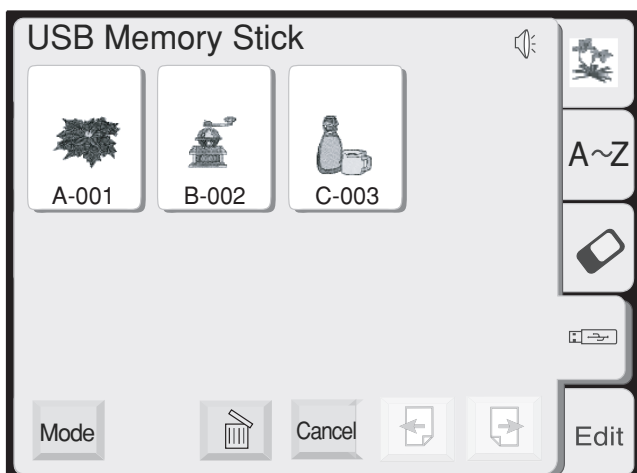 USB Memory Stick
A-001
B-002
C-003
A~Z
Mode
Cancel
Edit